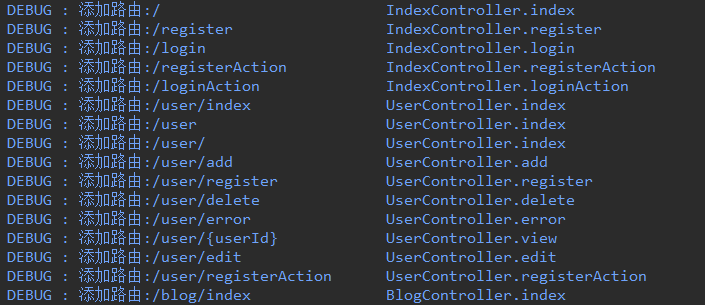 DEBUG : 添加路由:/ IndexController.index
DEBUG : 添加路由:/register IndexController.register
DEBUG : 添加路由:/login IndexController.login
DEBUG : 添加路由:/registerAction IndexController.registerAction
DEBUG : 添加路由:/loginAction IndexController.loginAction
DEBUG : 添加路由:/user/index UserController.index
DEBUG : 添加路由:/user UserController.index
DEBUG : 添加路由:/user/ UserController.index
DEBUG : 添加路由:/user/add UserController.add
DEBUG : 添加路由:/user/register UserController.register
DEBUG : 添加路由:/user/delete UserController.delete
DEBUG : 添加路由:/user/error UserController.error
DEBUG : 添加路由:/user/{userId} UserController.view
DEBUG : 添加路由:/user/edit UserController.edit
DEBUG : 添加路由:/user/registerAction UserController.registerAction
DEBUG : 添加路由:/blog/index BlogController.index